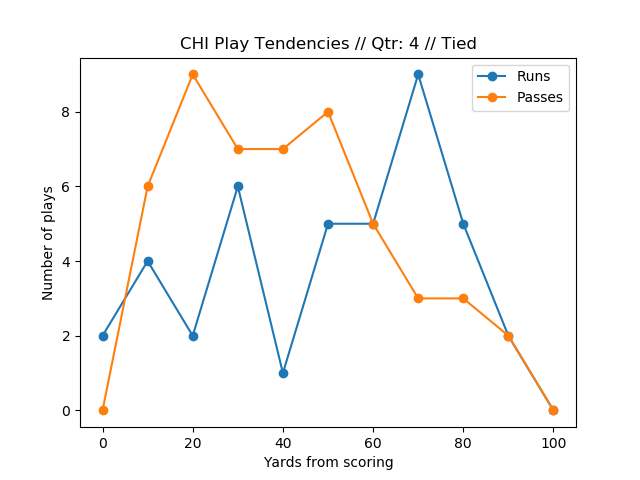 CHI Play Tendencies // Qtr: 4 // Tied
Runs
Passes
Number of plays
8
6
4
2
0
0 20 40 60 80 100
Yards from scoring